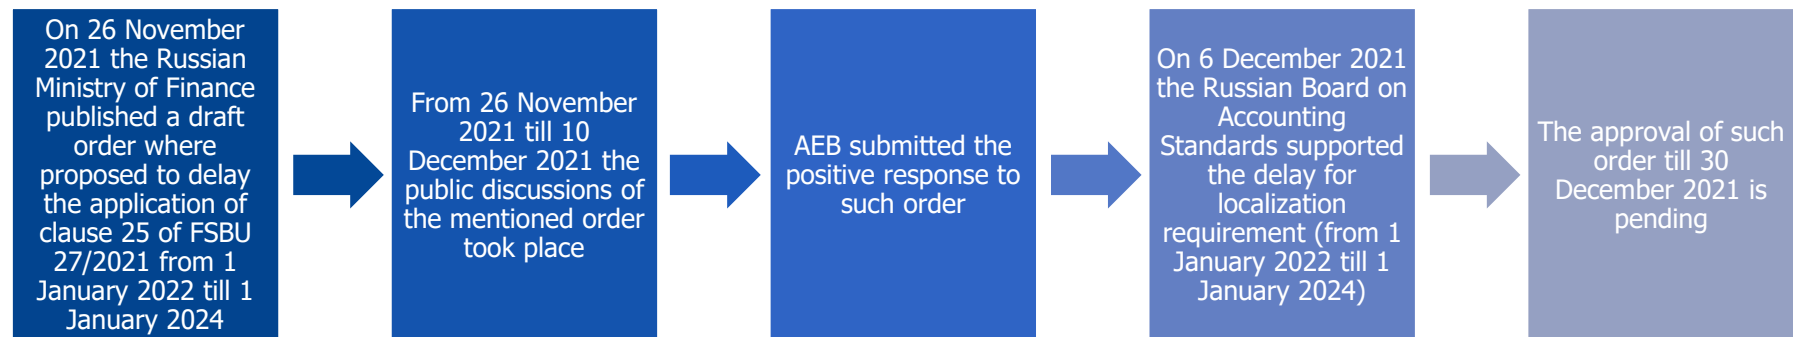 On 26 November
2021 the Russian
Ministry of Finance
published a draft
order where
proposed to delay
the application of
clause 25 of FSBU
27/2021 from 1
January 2022 till 1
January 2024
From 26 November
2021 till 10
December 2021 the
public discussions of
the mentioned order
took place
AEB submitted the
positive response to
such order
On 6 December 2021
the Russian Board on
Accounting
Standards supported
the delay for
localization
requirement (from 1
January 2022 till 1
January 2024)
The approval of such
order till 30
December 2021 is
pending